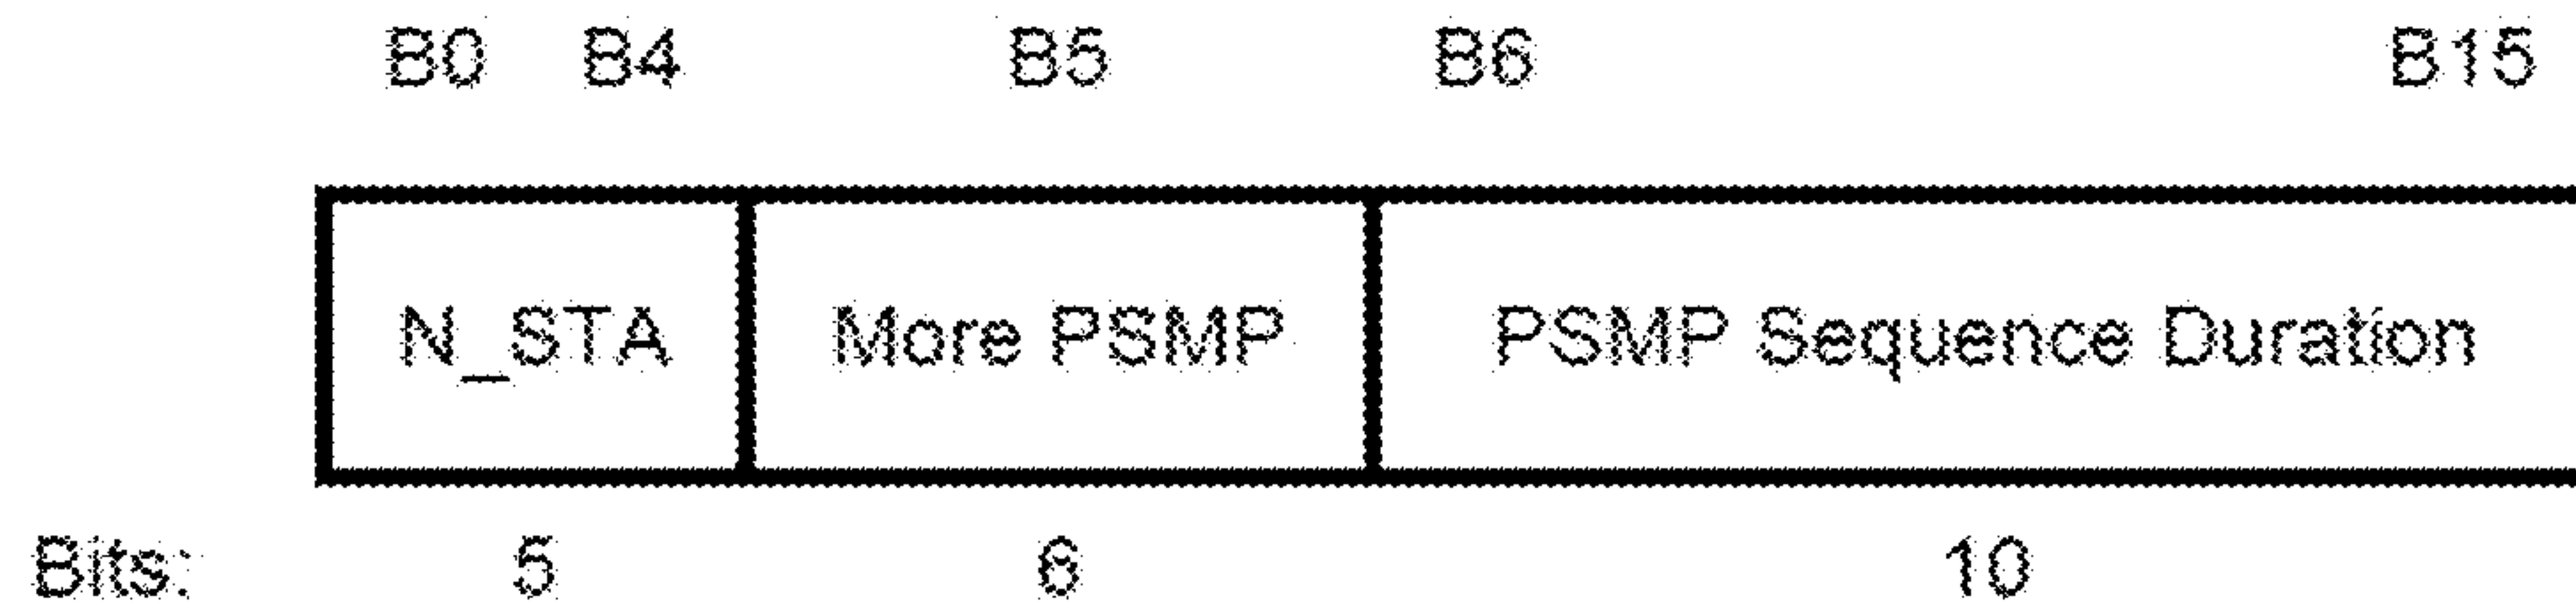 B0 B4 B5 B6 B15
N_STA More PSMP PSMP Sequence Duration
Bits: 5 6 10